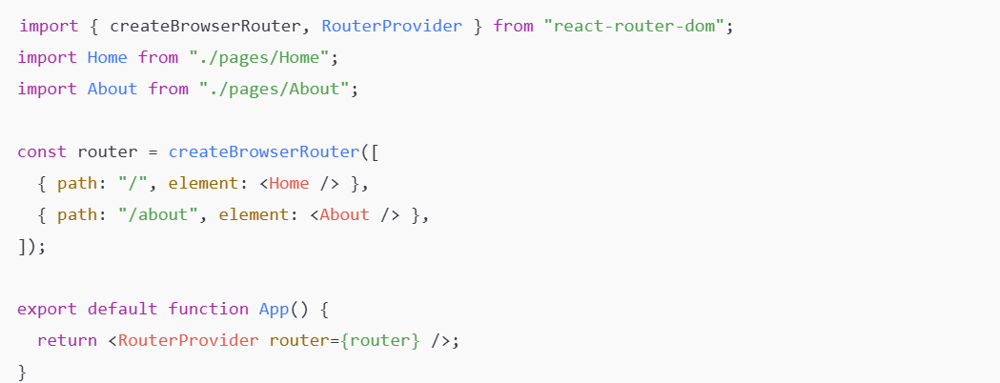 import { createBrowserRouter, RouterProvider } from "react-router-dom";
import Home from "./pages/Home";
import About from "./pages/About";

const router = createBrowserRouter([
  { path: "/", element: <Home /> },
  { path: "/about", element: <About /> },
]);

export default function App() {
  return <RouterProvider router={router} />;
}